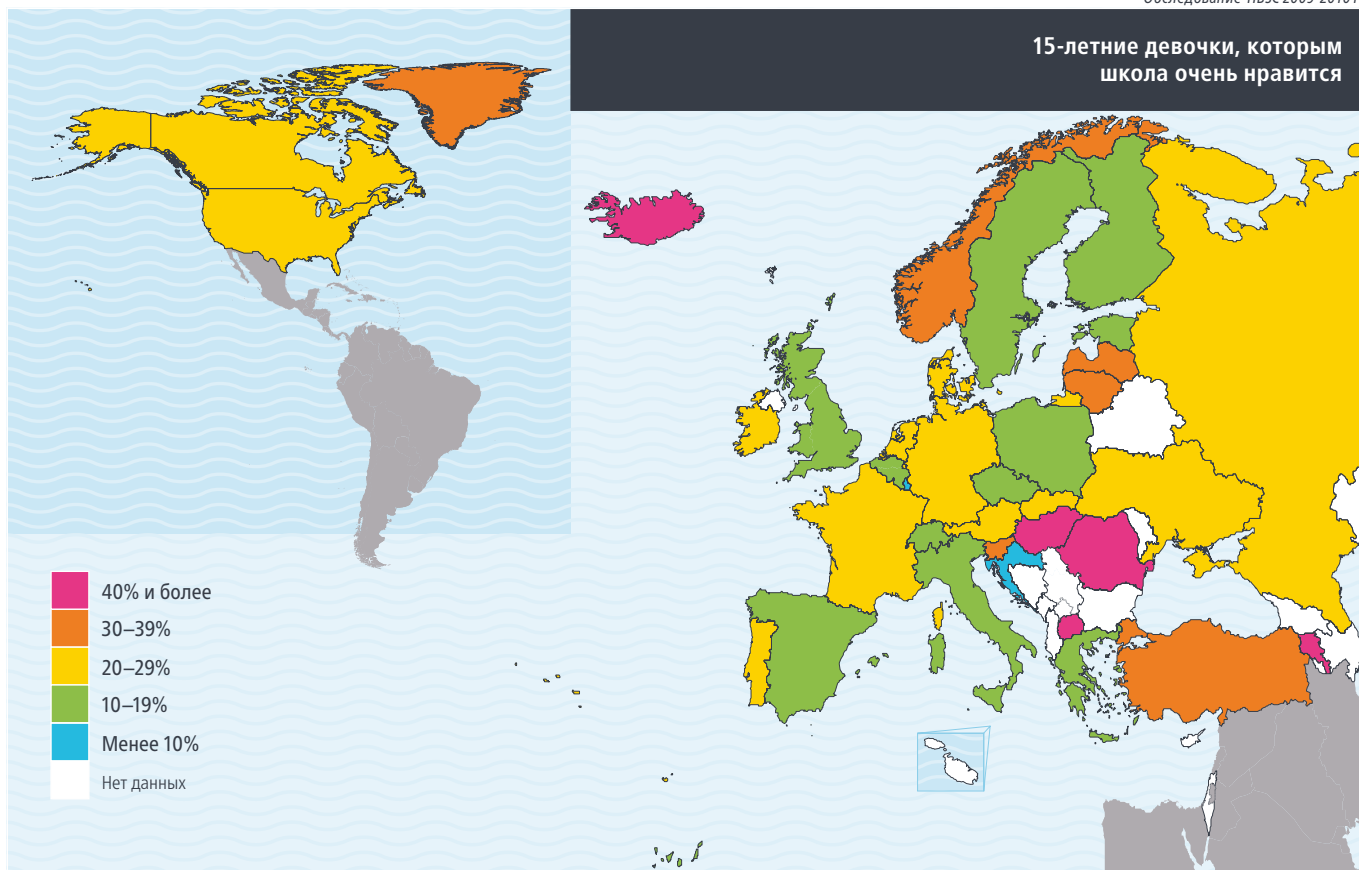 15-летние девочки, которым
школа очень нравится
40% и более
30–39%
20–29%
10–19%
Менее 10%
Нет данных